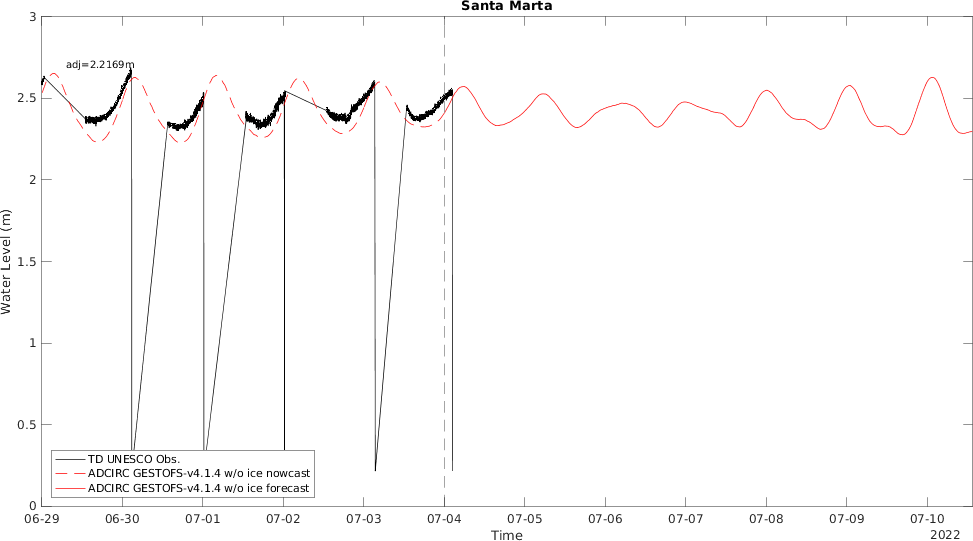 Santa Marta
adj=2.2169m
Water Level (m)
3
2.5
2
1.5
1
0.5
0
TD UNESCO Obs.
ADCIRC GESTOFS-v4.1.4 w/o ice nowcast
ADCIRC GESTOFS-v4.1.4 w/o ice forecast
06-29 06-30 07-01 07-02 07-03 07-04 07-05 07-06 07-07 07-08 07-09 07-10
Time
2022